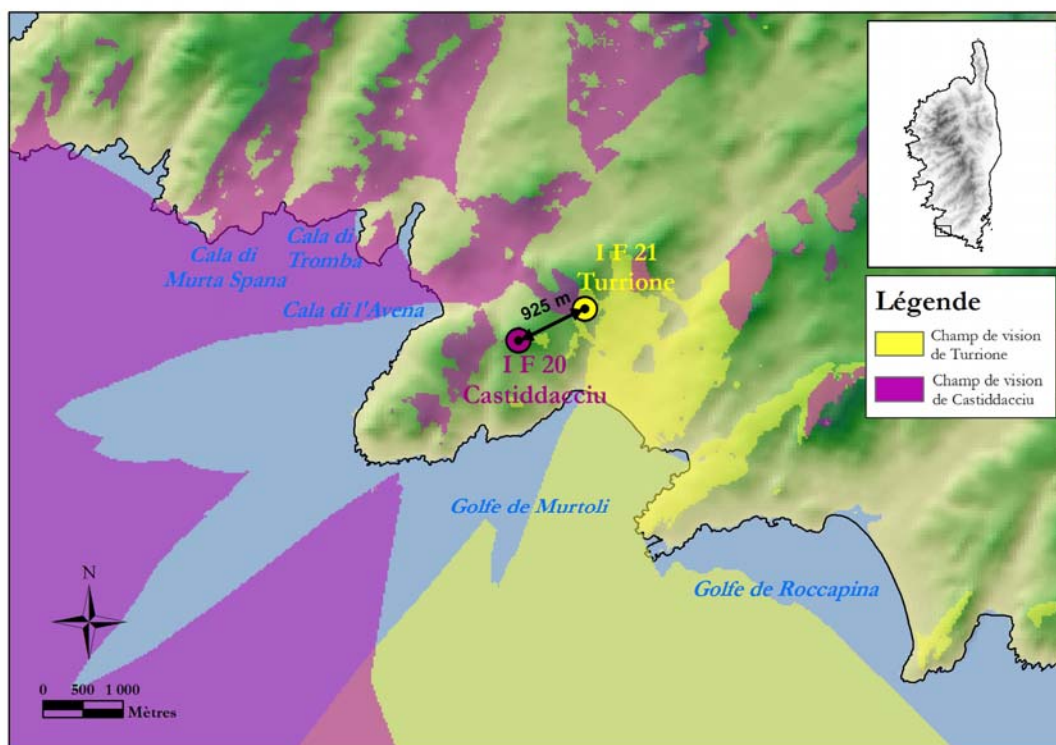 I F 21
Turrione
925 m
I F 20
Castiddacciu
Cala di
Murta Spana
Cala di
Tromba
Cala di l'Avena
Golfe de Murtoli
Golfe de Roccapina
N
0 500 1 000
Mètres
Légende
Champ de vision
de Turrione
Champ de vision
de Castiddacciu